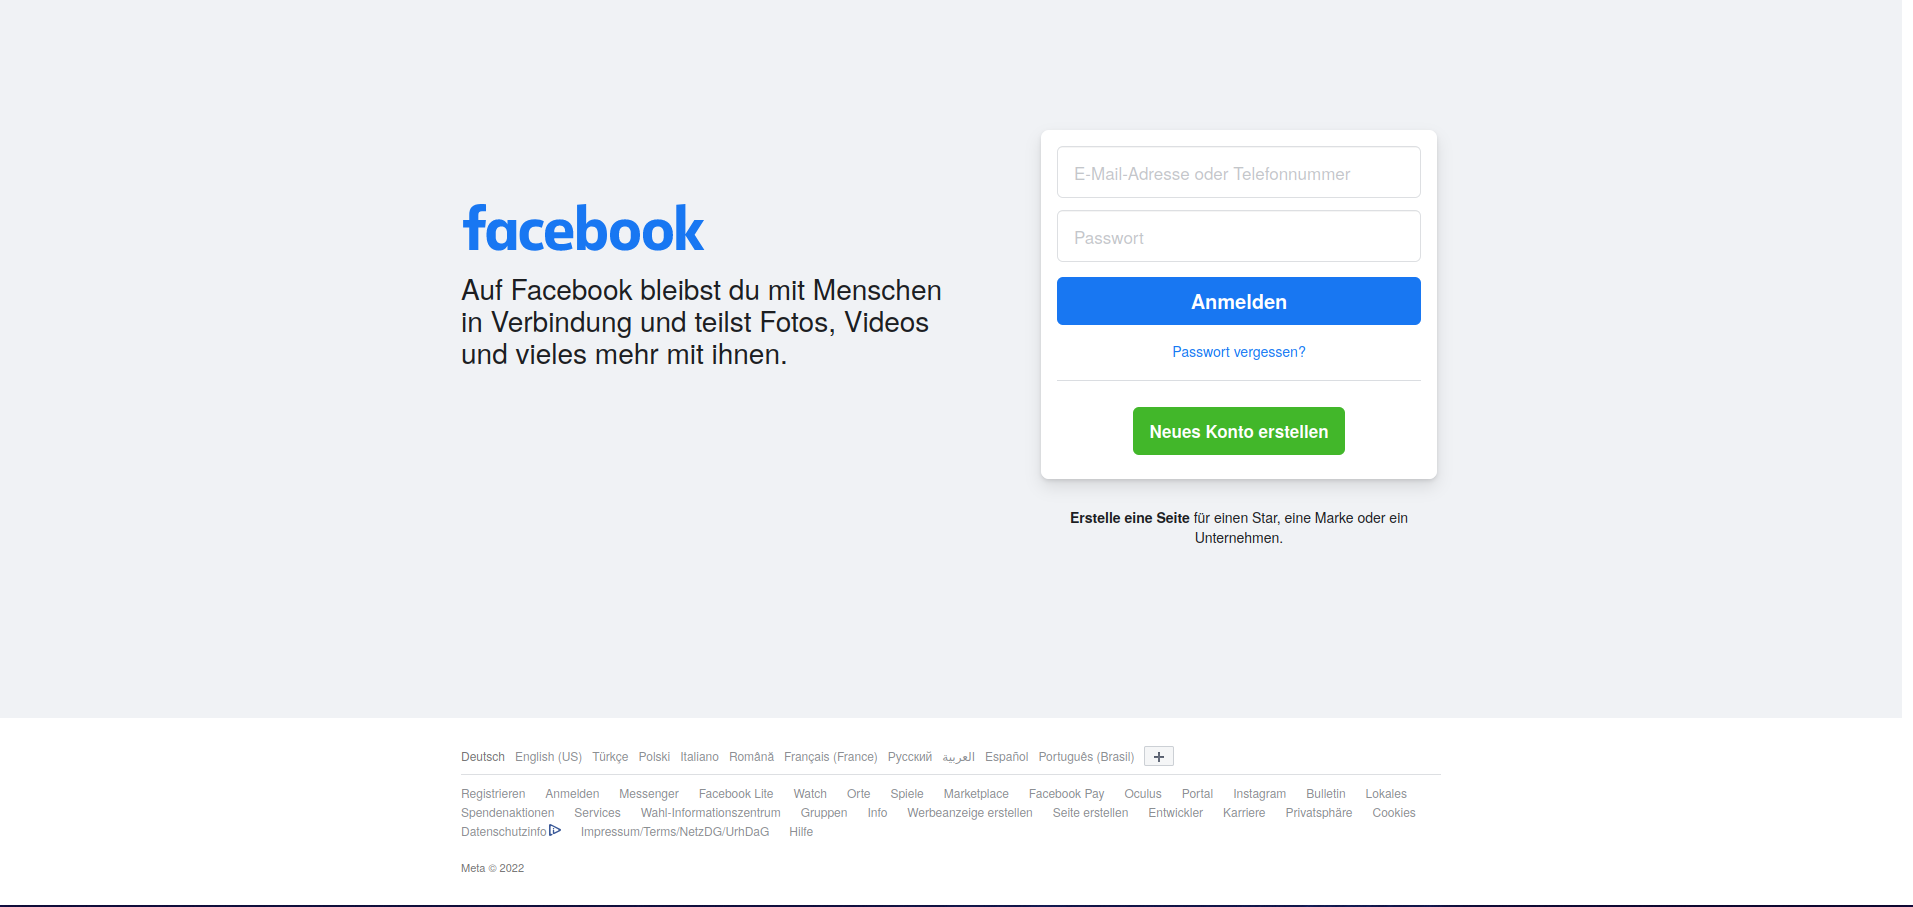 facebook
Auf Facebook bleibst du mit Menschen
in Verbindung und teilst Fotos, Videos
und vieles mehr mit ihnen.
E-Mail-Adresse oder Telefonnummer
Passwort
Anmelden
Passwort vergessen?
Neues Konto erstellen
Erstelle eine Seite für einen Star, eine Marke oder ein
Unternehmen.
Deutsch English (US) Türkçe Polski Italiano Română Français (France) Русский العربية Español Português (Brasil) +
Registrieren Anmelden Messenger Facebook Lite Watch Orte Spiele Marketplace Facebook Pay Oculus Portal Instagram Bulletin Lokales
Spendenaktionen Services Wahl-Informationszentrum Gruppen Info Werbeanzeige erstellen Seite erstellen Entwickler Karriere Privatsphäre Cookies
Datenschutzinfo Impressum/Terms/NetzDG/UrhDaG Hilfe
Meta © 2022